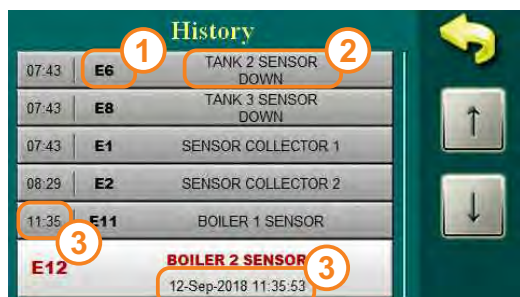 History
1
2
07:43 E6 TANK 2 SENSOR
DOWN
07:43 E8 TANK 3 SENSOR
DOWN
07:43 E1 SENSOR COLLECTOR 1
08:29 E2 SENSOR COLLECTOR 2
11:35 E11 BOILER 1 SENSOR
3
E12 BOILER 2 SENSOR
3
12-Sep-2018 11:35:53